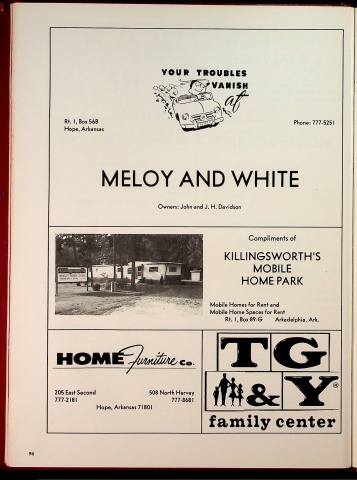 YOUR TROUBLES
VANISH
at
Rt. 1, Box 56B
Hope, Arkansas
Phone: 777-5251
MELOY AND WHITE
Owners: John and J. H. Davidson
Compliments of
KILLINGSWORTH'S
MOBILE
HOME PARK
Mobile Homes for Rent and
Mobile Home Spaces for Rent
Rt. 1, Box 89-G Arkadelphia, Ark.
HOME Furniture Co.
205 East Second
777-2181
508 North Hervey
777-8681
Hope, Arkansas 71801
TG
&Y®
family center
96